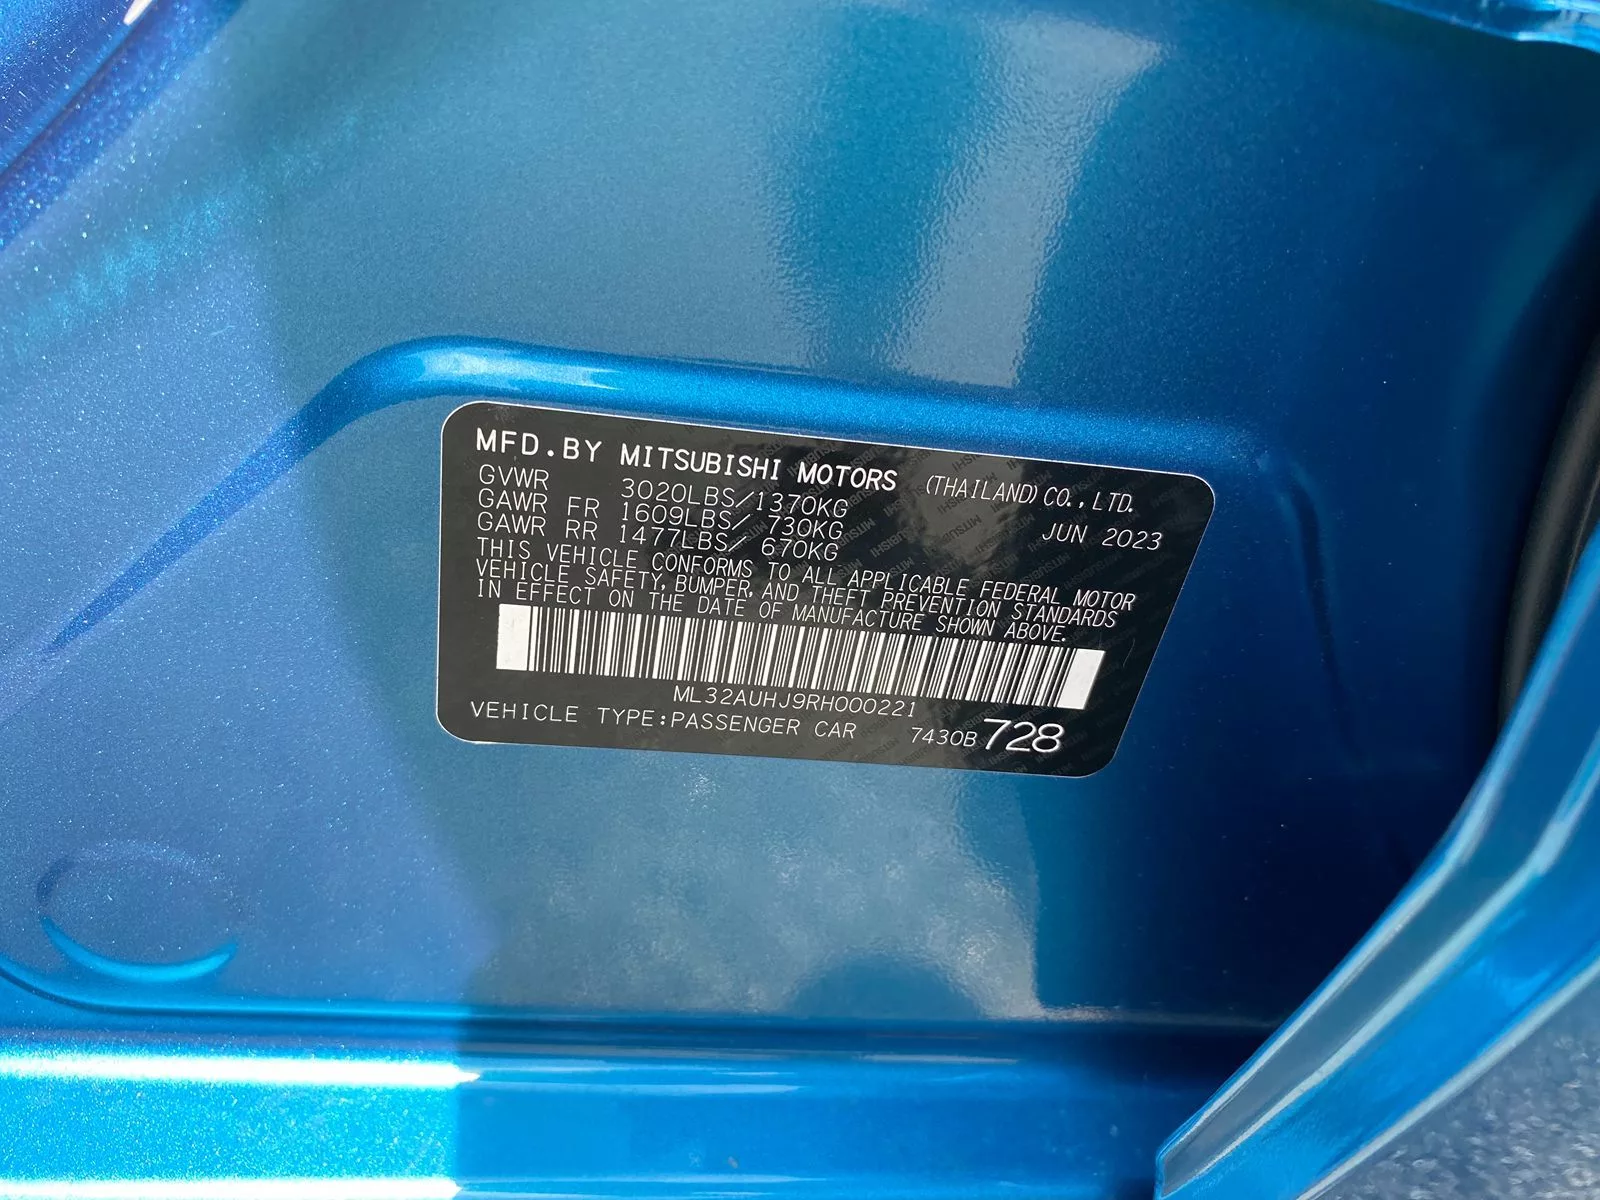 MFD.BY MITSUBISHI MOTORS (THAILAND) CO., LTD.
GVWR 3020LBS/1370KG JUN 2023
GAWR FR 1609LBS/ 730KG
GAWR RR 1477LBS/ 670KG
THIS VEHICLE CONFORMS TO ALL APPLICABLE FEDERAL MOTOR
VEHICLE SAFETY, BUMPER, AND THEFT PREVENTION STANDARDS
IN EFFECT ON THE DATE OF MANUFACTURE SHOWN ABOVE.
ML32AUHJ9RH000221
VEHICLE TYPE:PASSENGER CAR 7430B 728